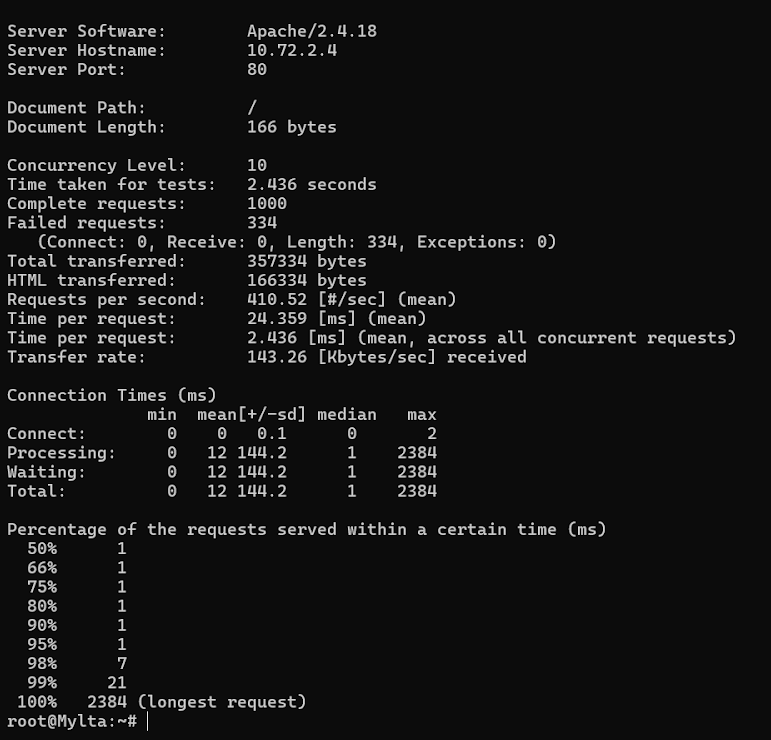 Server Software:        Apache/2.4.18
Server Hostname:        10.72.2.4
Server Port:            80
Document Path:          /
Document Length:        166 bytes
Concurrency Level:      10
Time taken for tests:   2.436 seconds
Complete requests:      1000
Failed requests:        334
   (Connect: 0, Receive: 0, Length: 334, Exceptions: 0)
Total transferred:      357334 bytes
HTML transferred:       166334 bytes
Requests per second:    410.52 [#/sec] (mean)
Time per request:       24.359 [ms] (mean)
Time per request:       2.436 [ms] (mean, across all concurrent requests)
Transfer rate:          143.26 [Kbytes/sec] received
Connection Times (ms)
              min  mean[+/-sd] median   max
Connect:        0    0   0.1      0       2
Processing:     0   12 144.2      1    2384
Waiting:        0   12 144.2      1    2384
Total:          0   12 144.2      1    2384
Percentage of the requests served within a certain time (ms)
  50%      1
  66%      1
  75%      1
  80%      1
  90%      1
  95%      1
  98%      7
  99%     21
 100%   2384 (longest request)
root@Mylta:~#